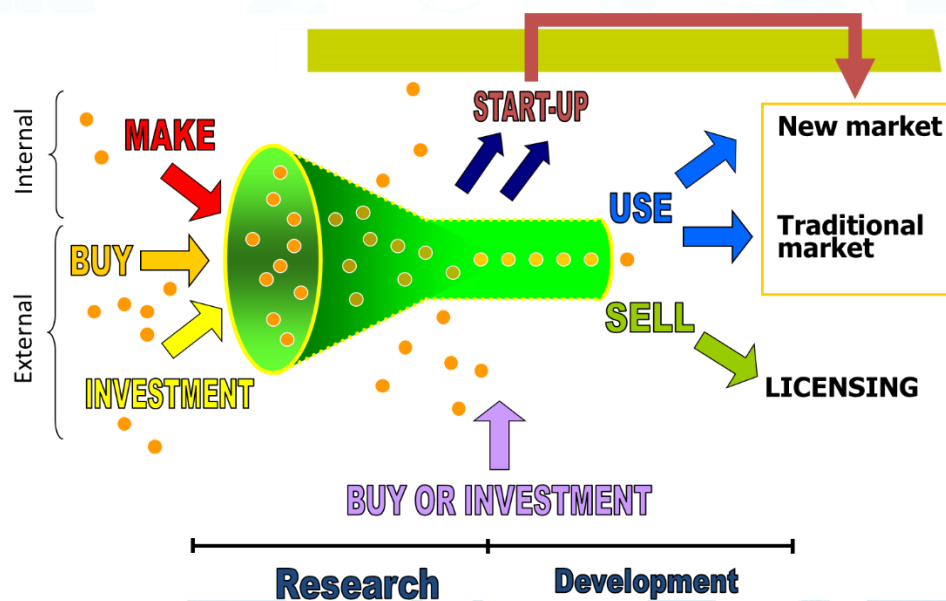 START-UP
Internal
MAKE
New market
USE
Traditional
market
External
BUY
SELL
INVESTMENT
LICENSING
BUY OR INVESTMENT
Research
Development